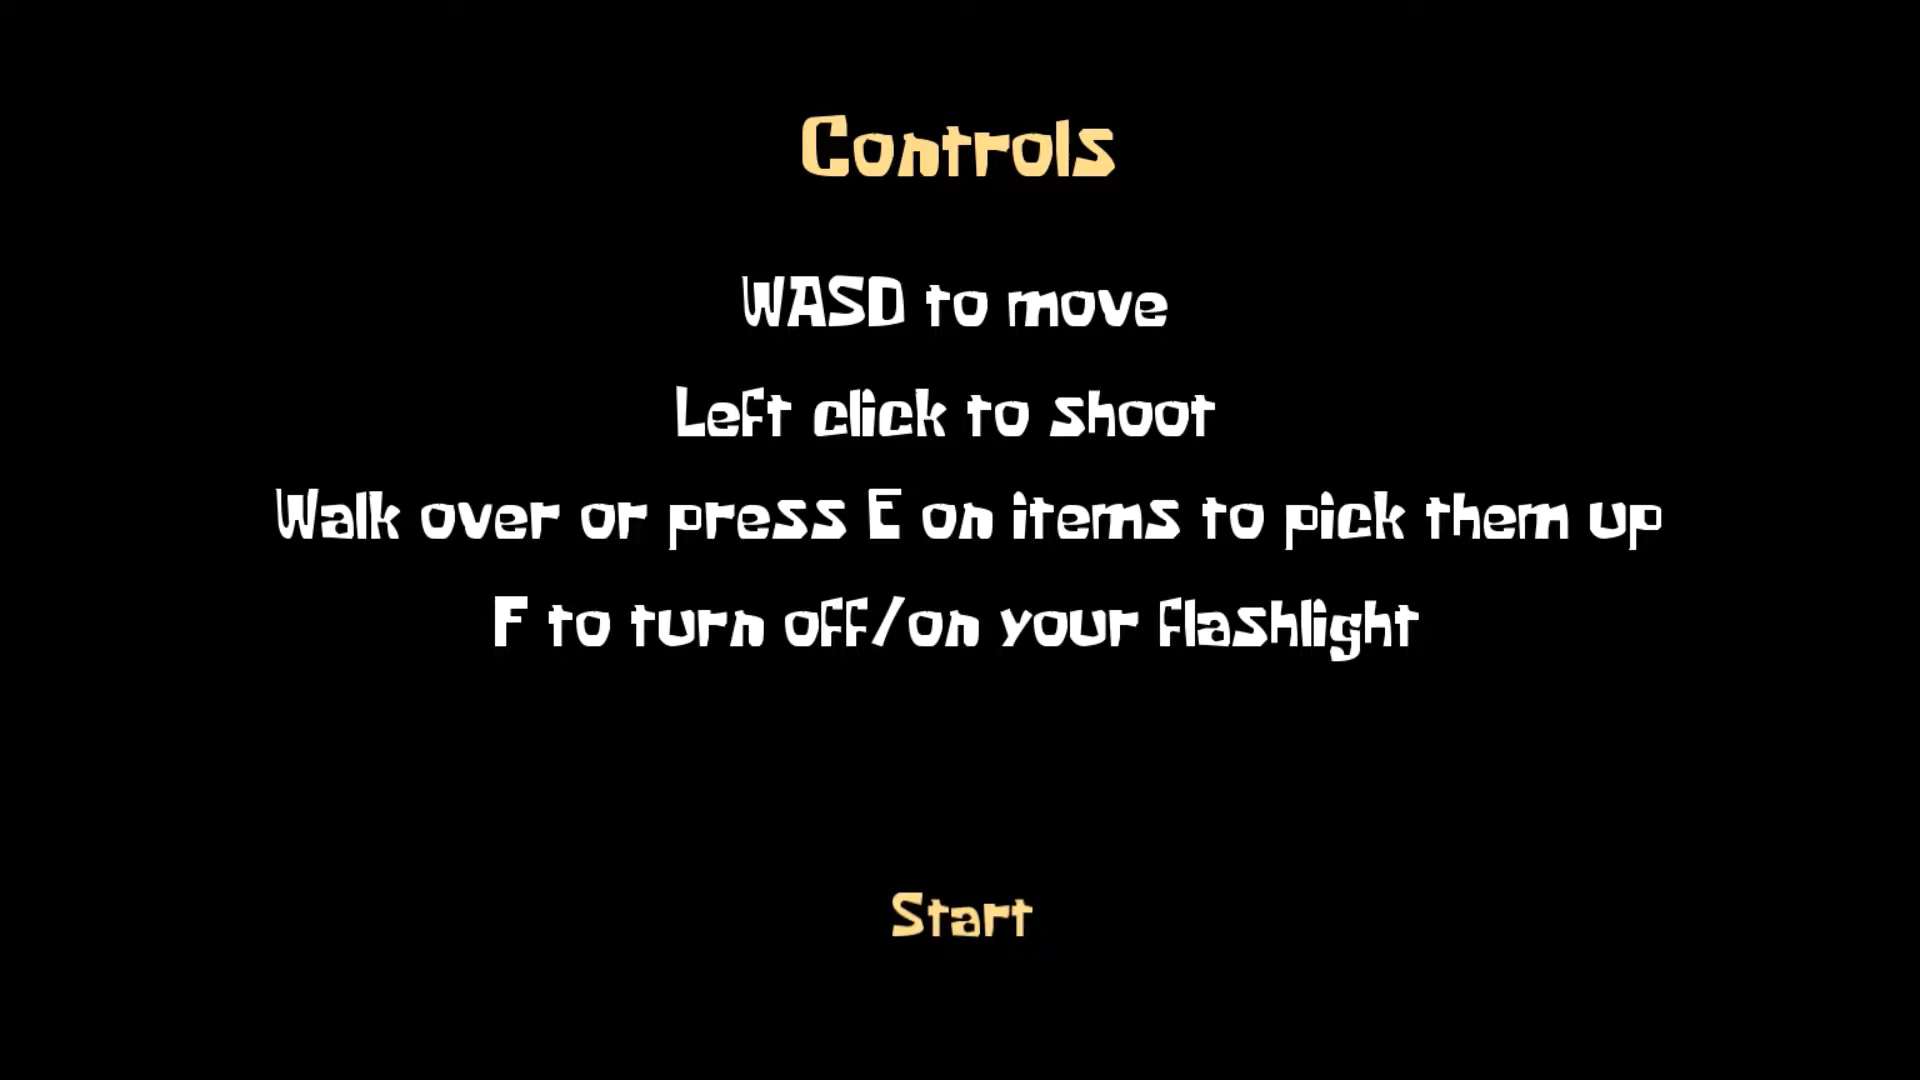 Controls
WASD to move
Left click to shoot
Walk over or press E on items to pick them up
F to turn off/on your flashlight
Start